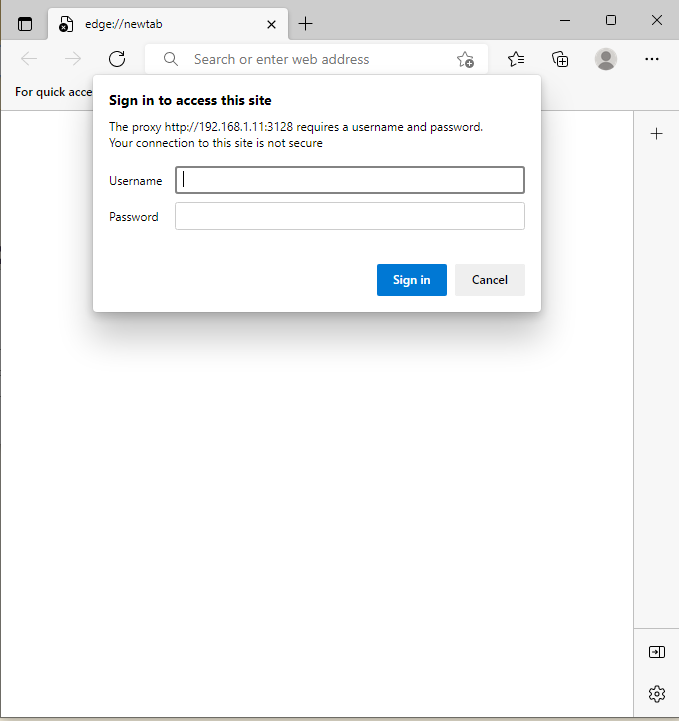 edge://newtab
Search or enter web address
For quick acce
Sign in to access this site
The proxy http://192.168.1.11:3128 requires a username and password.
Your connection to this site is not secure
Username
Password
Sign in
Cancel